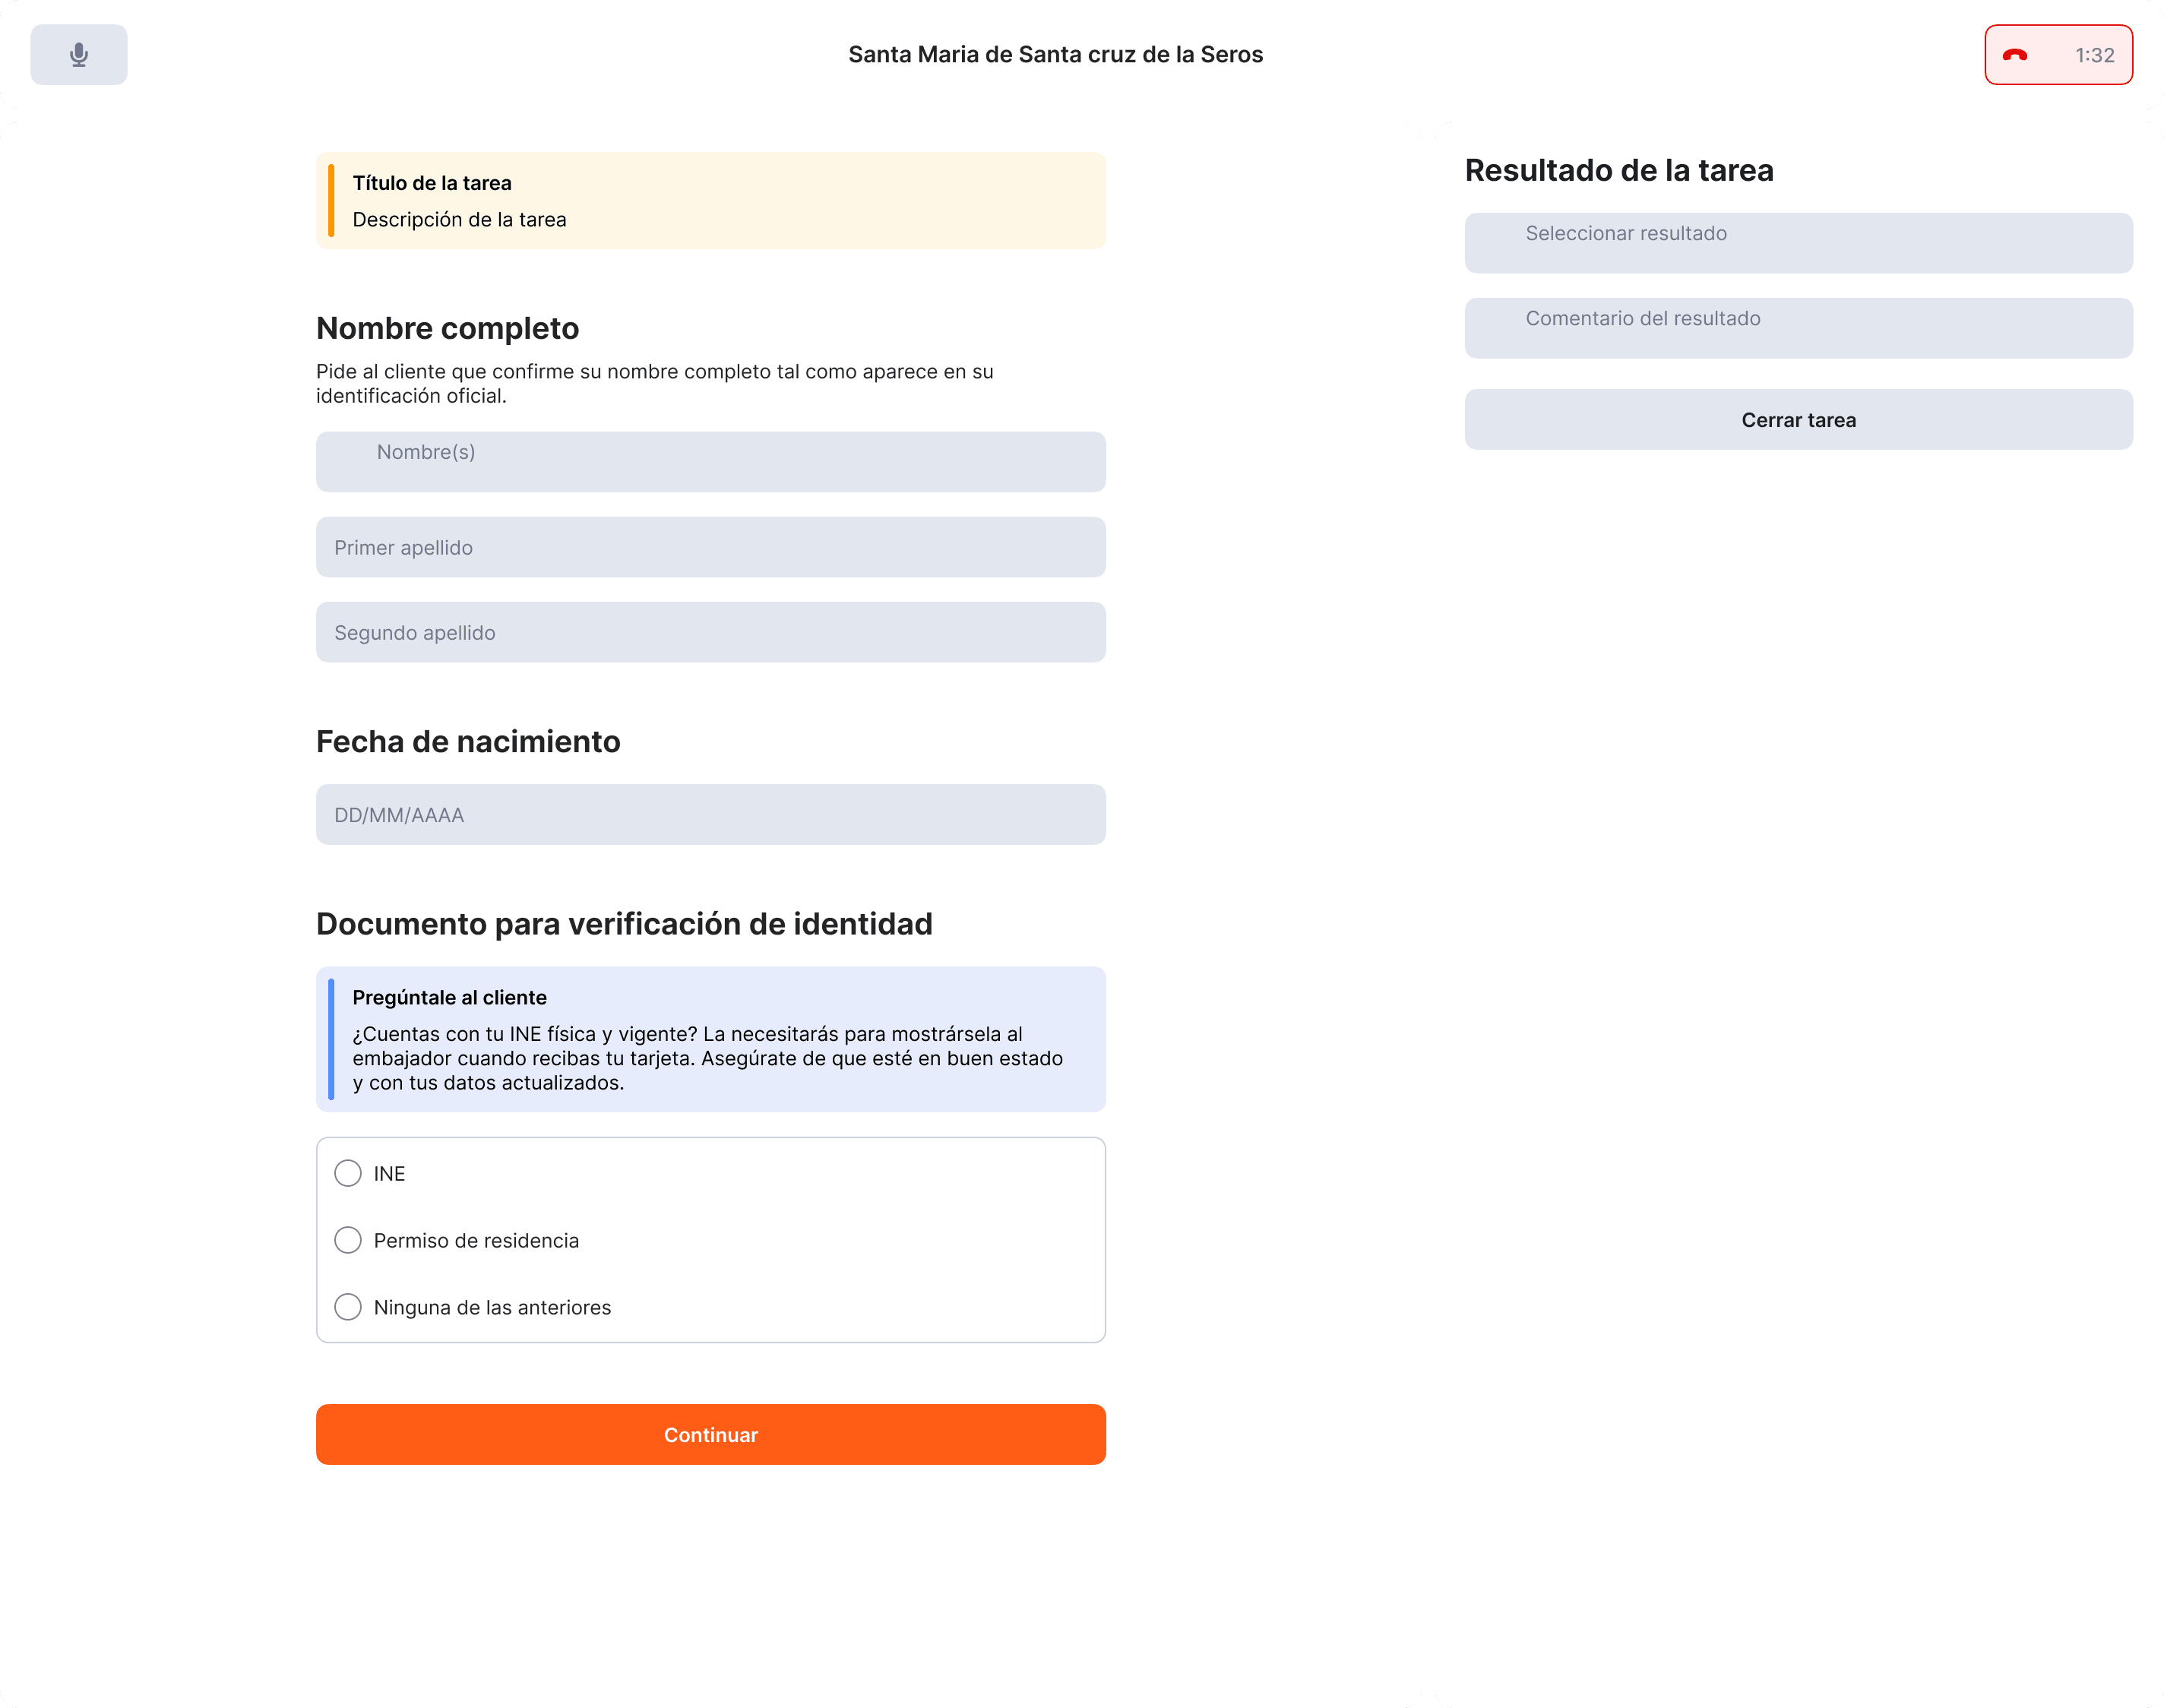 Santa Maria de Santa cruz de la Seros
1:32
Título de la tarea
Descripción de la tarea
Nombre completo
Pide al cliente que confirme su nombre completo tal como aparece en su
identificación oficial.
Nombre(s)
Primer apellido
Segundo apellido
Fecha de nacimiento
DD/MM/AAAA
Documento para verificación de identidad
Pregúntale al cliente
¿Cuentas con tu INE física y vigente? La necesitarás para mostrársela al
embajador cuando recibas tu tarjeta. Asegúrate de que esté en buen estado
y con tus datos actualizados.
INE
Permiso de residencia
Ninguna de las anteriores
Continuar
Resultado de la tarea
Seleccionar resultado
Comentario del resultado
Cerrar tarea